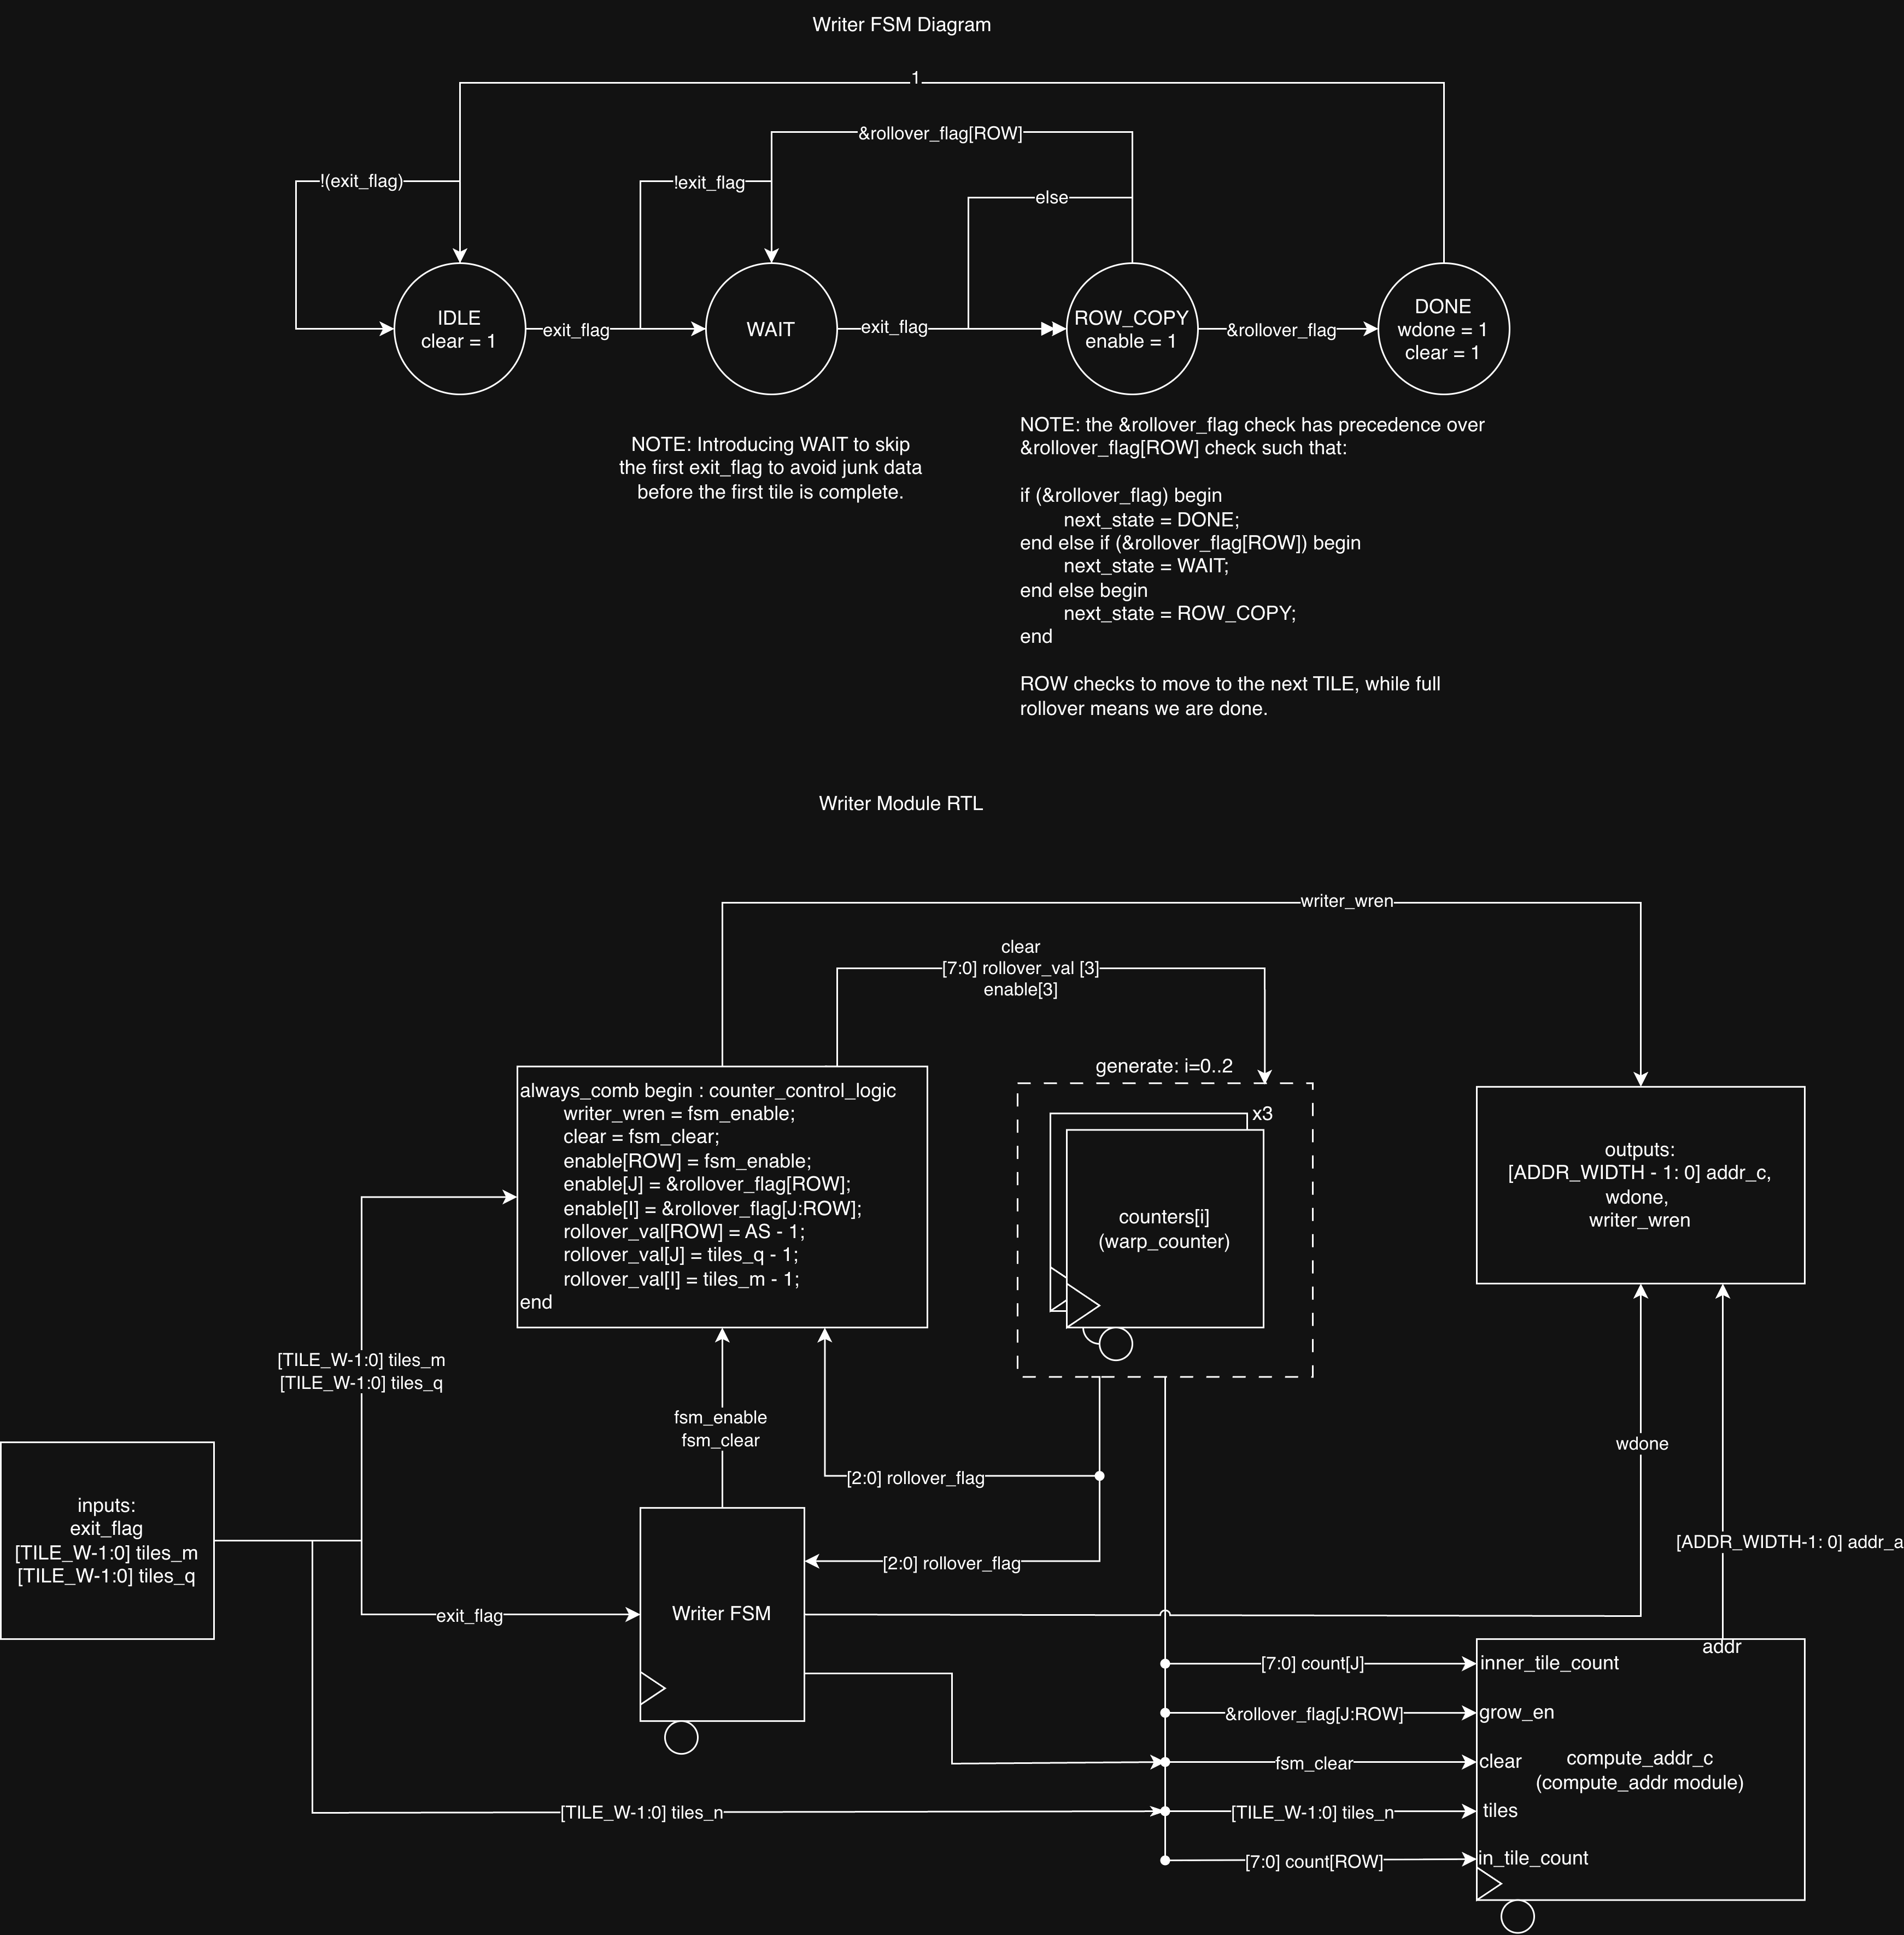 Writer FSM Diagram
1
&rollover_flag[ROW]
!(exit_flag)
!exit_flag
else
IDLE
clear = 1
exit_flag
WAIT
exit_flag
ROW_COPY
enable = 1
&rollover_flag
DONE
wdone = 1
clear = 1
NOTE: Introducing WAIT to skip
the first exit_flag to avoid junk data
before the first tile is complete.
NOTE: the &rollover_flag check has precedence over
&rollover_flag[ROW] check such that:
if (&rollover_flag) begin
next_state = DONE;
end else if (&rollover_flag[ROW]) begin
next_state = WAIT;
end else begin
next_state = ROW_COPY;
end
ROW checks to move to the next TILE, while full
rollover means we are done.
Writer Module RTL
writer_wren
clear
[7:0] rollover_val [3]
enable[3]
always_comb begin : counter_control_logic
writer_wren = fsm_enable;
clear = fsm_clear;
enable[ROW] = fsm_enable;
enable[J] = &rollover_flag[ROW];
enable[I] = &rollover_flag[J:ROW];
rollover_val[ROW] = AS - 1;
rollover_val[J] = tiles_q - 1;
rollover_val[I] = tiles_m - 1;
end
generate: i=0..2
x3
counters[i]
(warp_counter)
outputs:
[ADDR_WIDTH - 1: 0] addr_c,
wdone,
writer_wren
[TILE_W-1:0] tiles_m
[TILE_W-1:0] tiles_q
fsm_enable
fsm_clear
[2:0] rollover_flag
wdone
inputs:
exit_flag
[TILE_W-1:0] tiles_m
[TILE_W-1:0] tiles_q
[2:0] rollover_flag
[ADDR_WIDTH-1: 0] addr_a
exit_flag
Writer FSM
addr
[7:0] count[J]
inner_tile_count
&rollover_flag[J:ROW]
grow_en
fsm_clear
clear
compute_addr_c
(compute_addr module)
[TILE_W-1:0] tiles_n
[TILE_W-1:0] tiles_n
tiles
[7:0] count[ROW]
in_tile_count